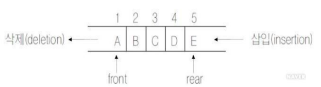 1 2 3 4 5
삭제(deletion) A B C D E 삽입(insertion)
front rear